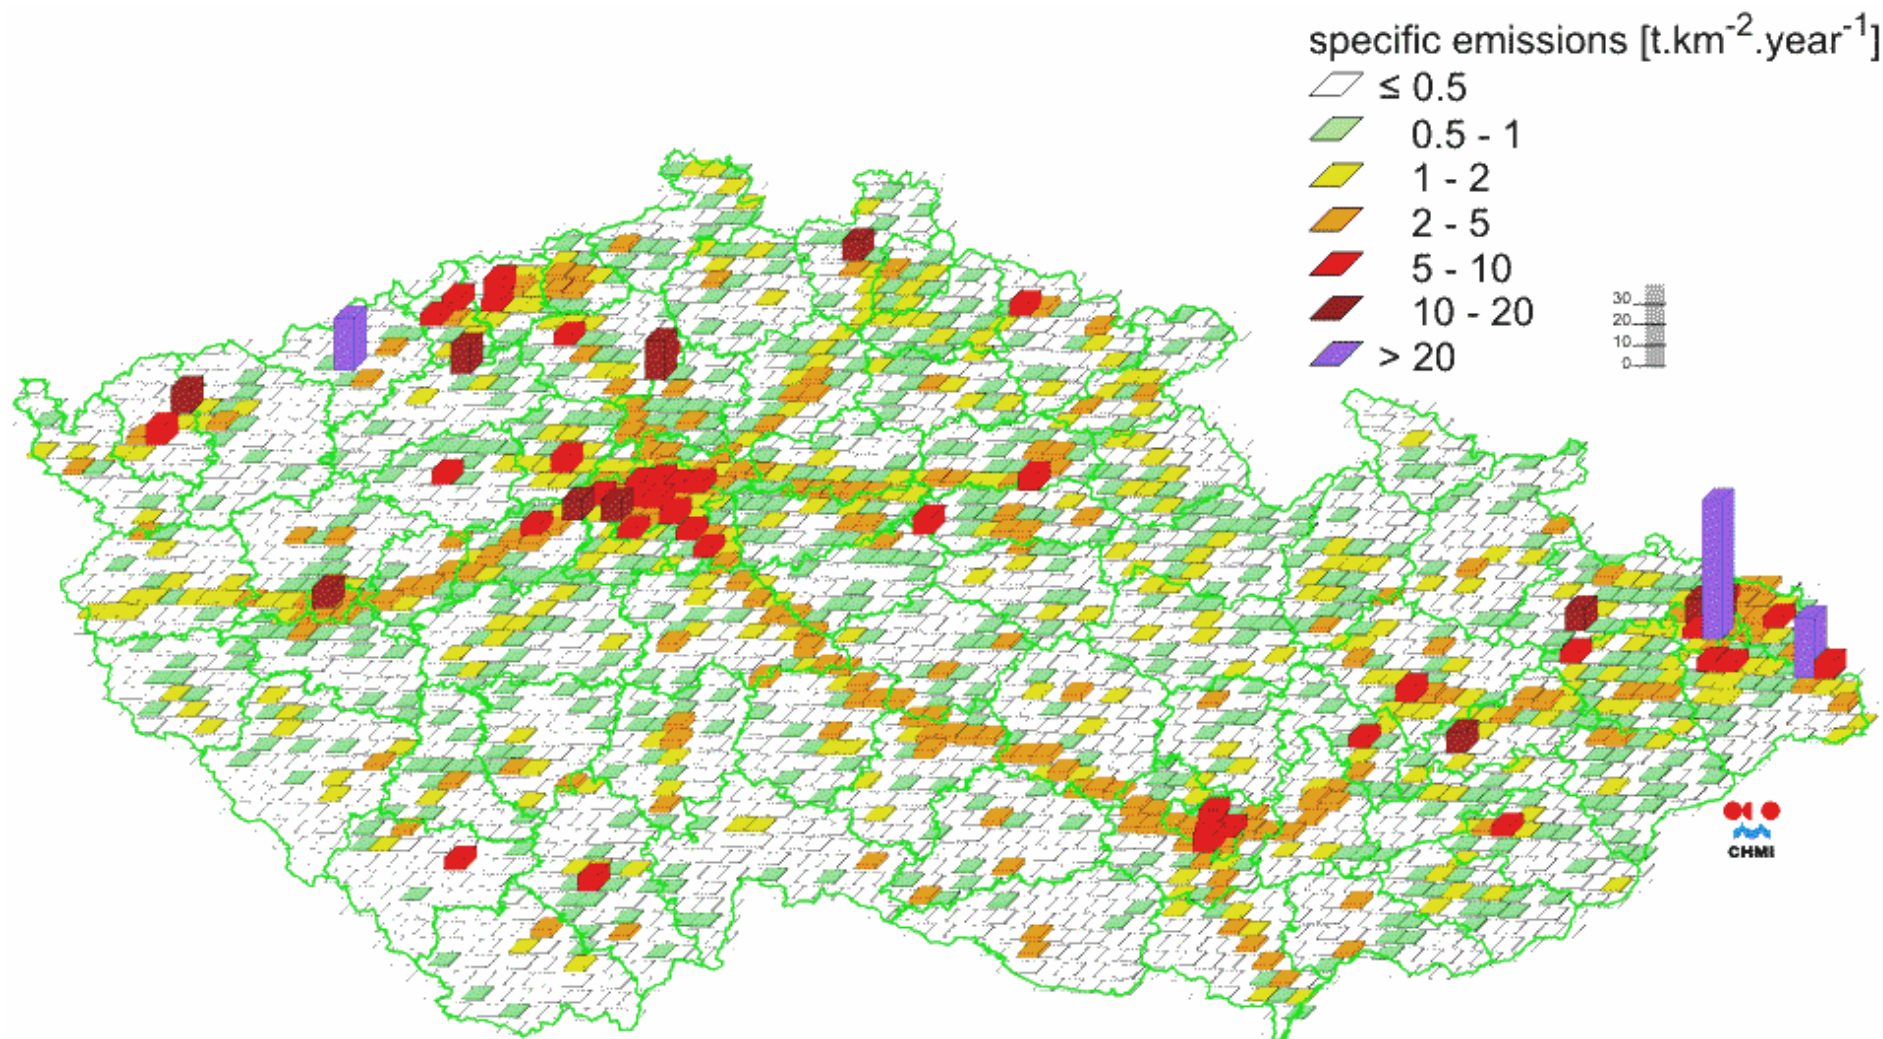 specific emissions [t.km⁻².year⁻¹]
≤ 0.5
0.5 - 1
1 - 2
2 - 5
5 - 10
10 - 20
> 20
30
20
10
0
CHMI